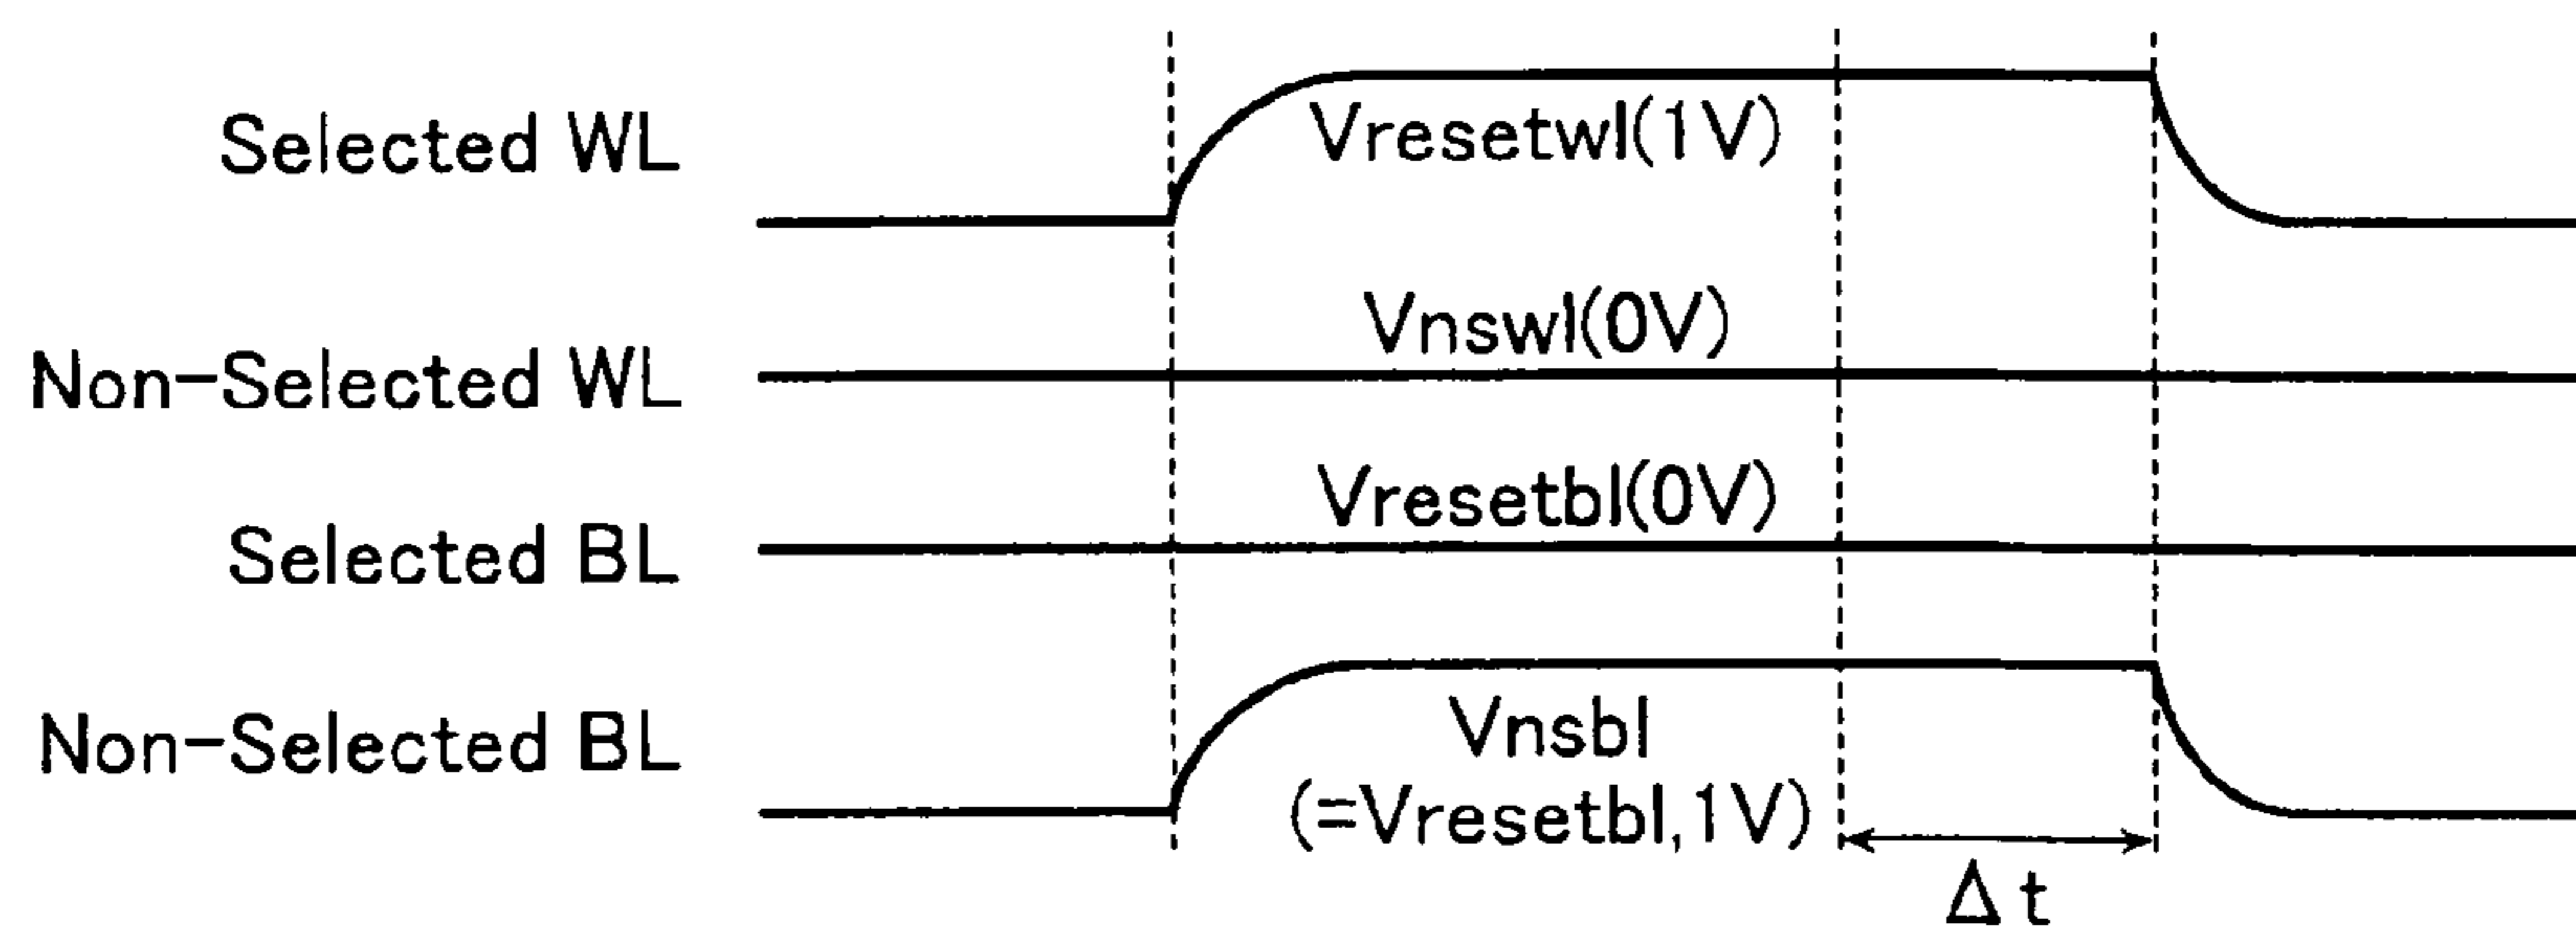 Selected WL
Vresetwl(1V)
Non-Selected WL
Vnswl(0V)
Selected BL
Vresetbl(0V)
Non-Selected BL
Vnsbl
(=Vresetbl,1V)
Δt